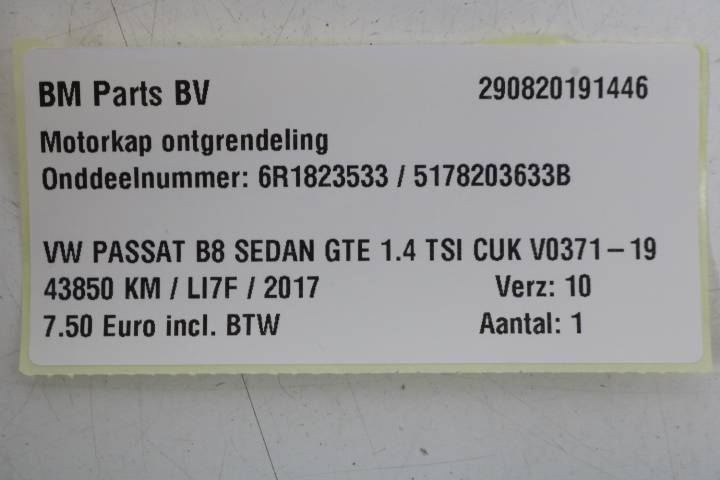 BM Parts BV 290820191446
Motorkap ontgrendeling
Onddeelnummer: 6R1823533 / 5178203633B
VW PASSAT B8 SEDAN GTE 1.4 TSI CUK V0371-19
43850 KM / LI7F / 2017 Verz: 10
7.50 Euro incl. BTW Aantal: 1